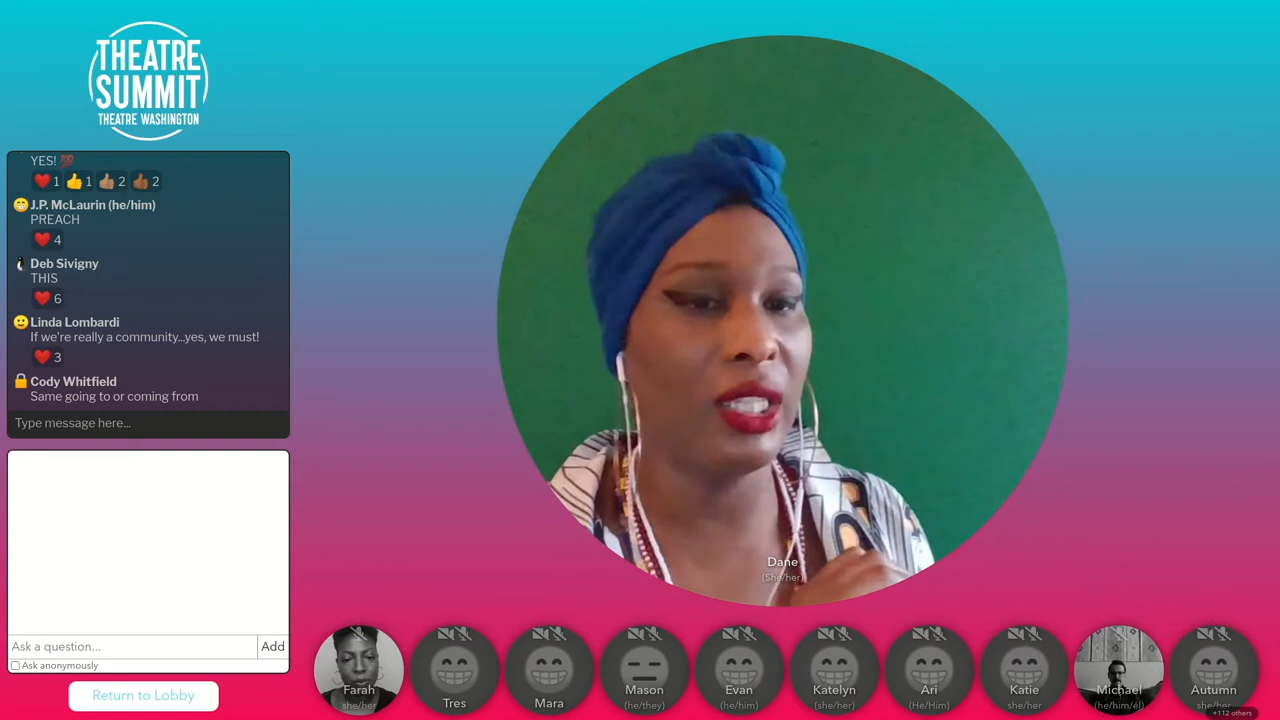 THEATRE
SUMMIT
THEATRE WASHINGTON
YES! 💯
❤️ 1 👍 1 👍🏽 2 👍🏾 2
J.P. McLaurin (he/him)
PREACH
❤️ 4
Deb Sivigny
THIS
❤️ 6
Linda Lombardi
If we're really a community...yes, we must!
❤️ 3
Cody Whitfield
Same going to or coming from
Type message here...
Ask a question...
Add
Ask anonymously
Return to Lobby
Dane
(She/her)
Farah
she/her
Tres
Mara
Mason
(he/they)
Evan
(he/him)
Katelyn
(she/her)
Ari
(He/Him)
Katie
she/her
Michael
(he/him/él)
Autumn
she/her
+112 others